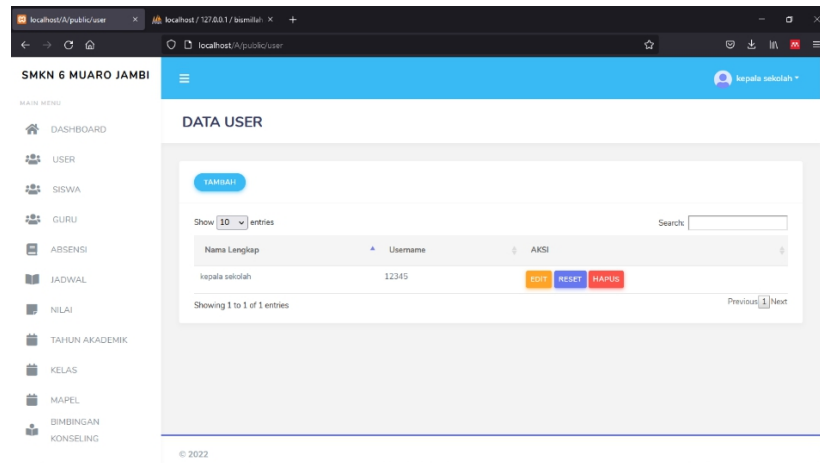 localhost/A/public/user
localhost / 127.0.0.1 / bismillah
localhost/A/public/user
SMKN 6 MUARO JAMBI
kepala sekolah
MAIN MENU
DASHBOARD
USER
SISWA
GURU
ABSENSI
JADWAL
NILAI
TAHUN AKADEMIK
KELAS
MAPEL
BIMBINGAN
KONSELING
DATA USER
TAMBAH
Show 10 entries
Search:
Nama Lengkap Username AKSI
kepala sekolah 12345 EDIT RESET HAPUS
Showing 1 to 1 of 1 entries
Previous 1 Next
© 2022